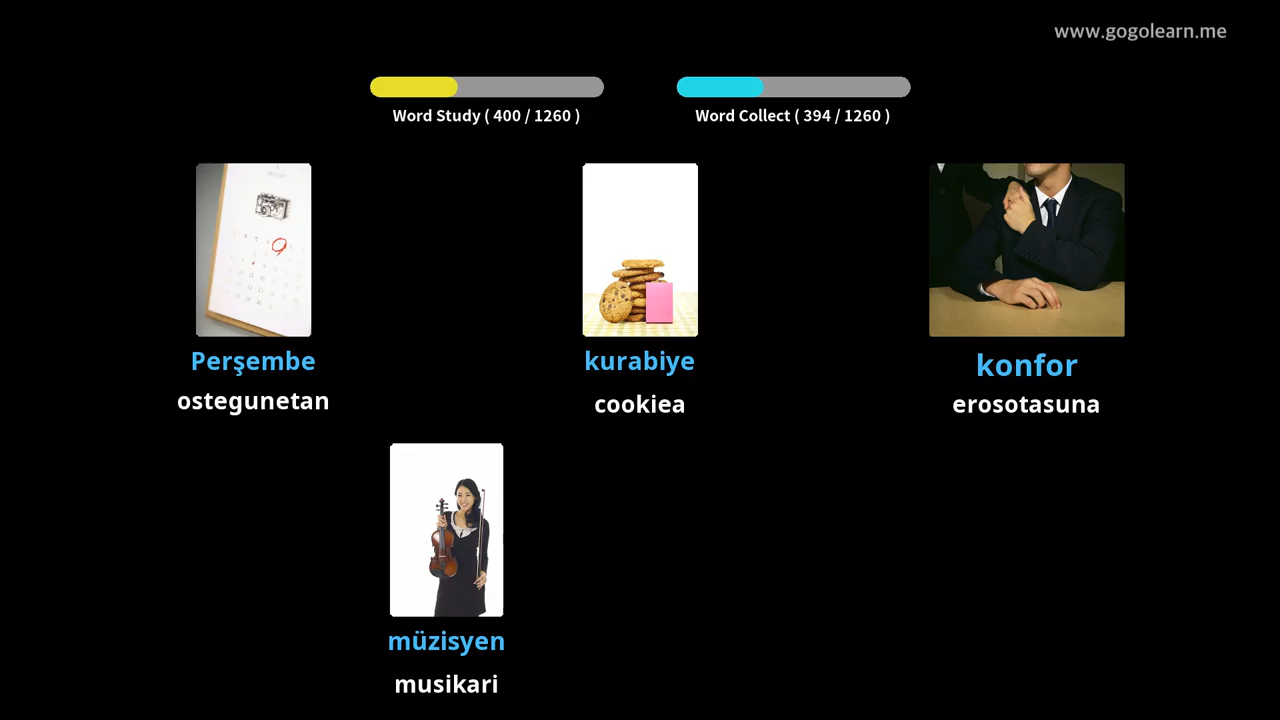 www.gogolearn.me
Word Study ( 400 / 1260 )
Word Collect ( 394 / 1260 )
Perşembe
ostegunetan
kurabiye
cookiea
konfor
erosotasuna
müzisyen
musikari